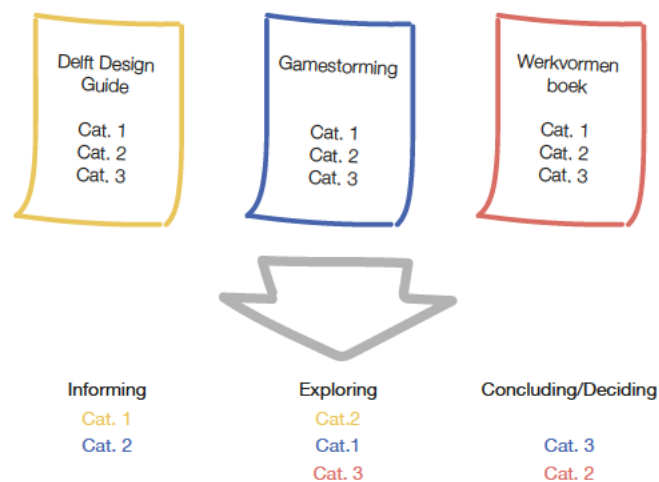 Delft Design
Guide
Cat. 1
Cat. 2
Cat. 3
Gamestorming
Cat. 1
Cat. 2
Cat. 3
Werkvormen
boek
Cat. 1
Cat. 2
Cat. 3
Informing
Cat. 1
Cat. 2
Exploring
Cat.2
Cat.1
Cat. 3
Concluding/Deciding
Cat. 3
Cat. 2